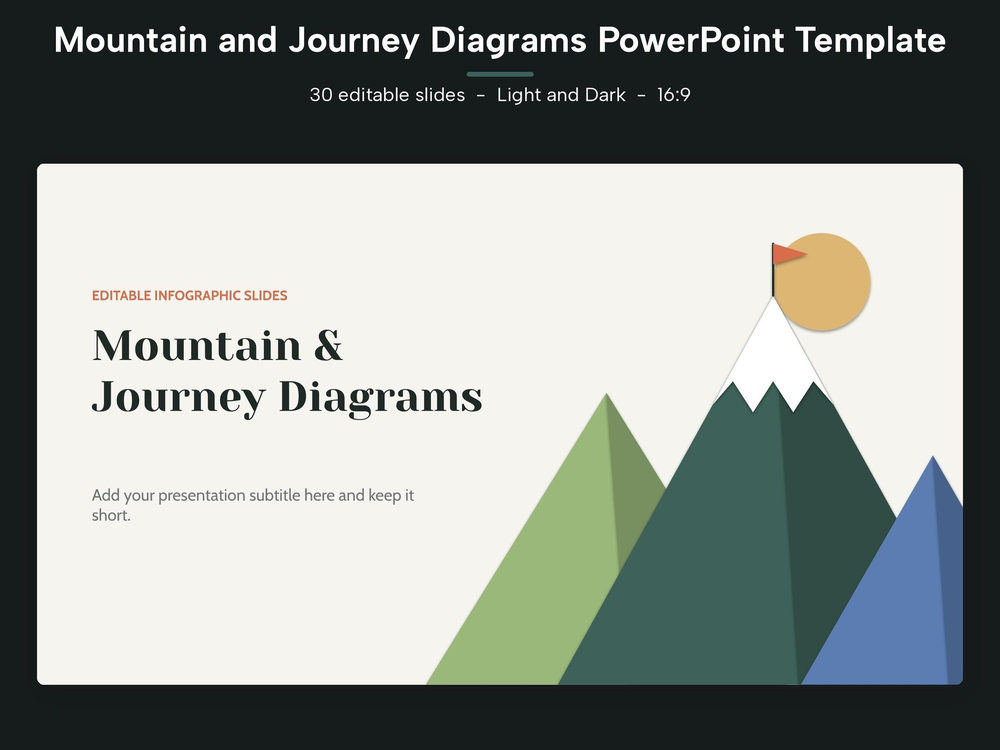 Mountain and Journey Diagrams PowerPoint Template
30 editable slides - Light and Dark - 16:9
EDITABLE INFOGRAPHIC SLIDES
Mountain &
Journey Diagrams
Add your presentation subtitle here and keep it
short.